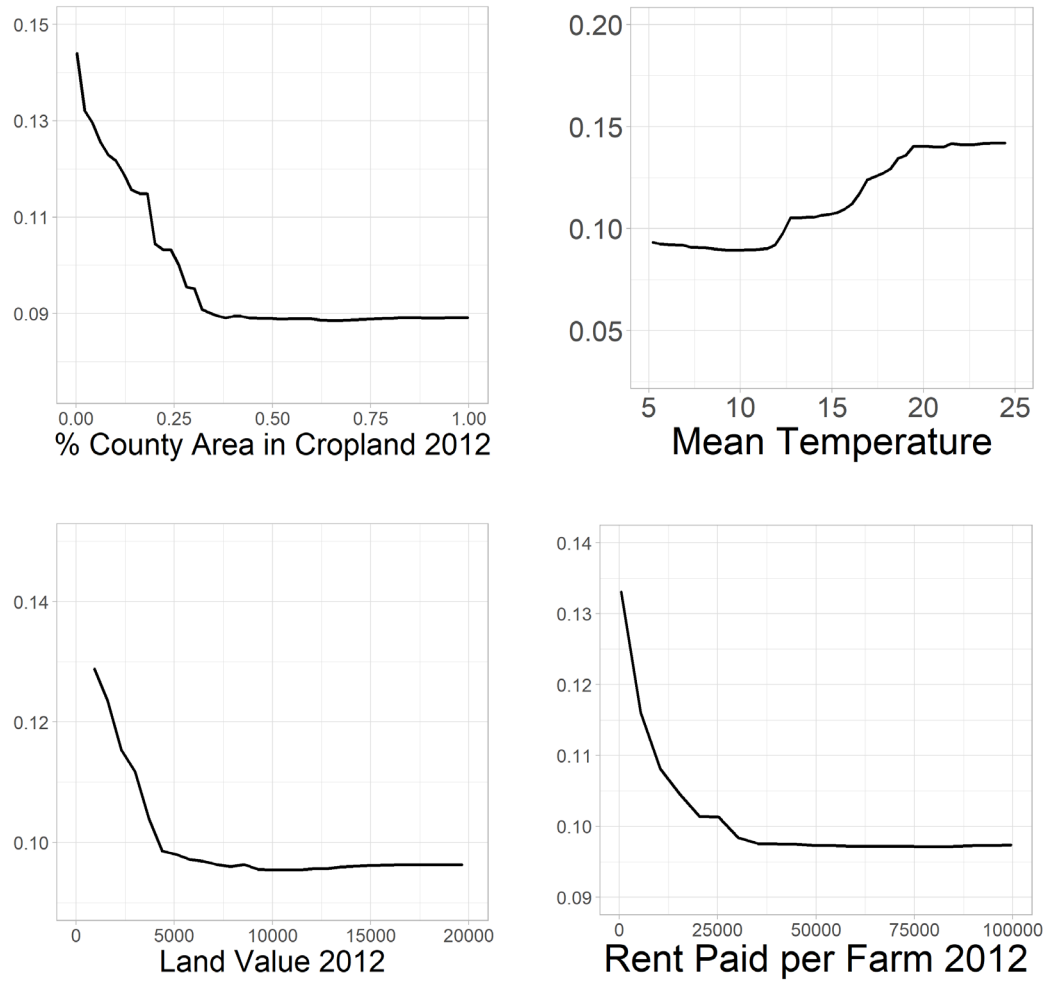 0.15
0.13
0.11
0.09
0.00 0.25 0.50 0.75 1.00
% County Area in Cropland 2012
0.20
0.15
0.10
0.05
5 10 15 20 25
Mean Temperature
0.14
0.12
0.10
0 5000 10000 15000 20000
Land Value 2012
0.14
0.13
0.12
0.11
0.10
0.09
0 25000 50000 75000 100000
Rent Paid per Farm 2012